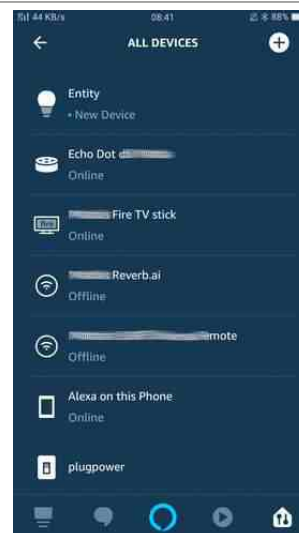 44 KB/s 08:41 88%
ALL DEVICES
Entity
• New Device
Echo Dot
Online
Fire TV stick
Online
Reverb.ai
Offline
emote
Offline
Alexa on this Phone
Online
plugpower